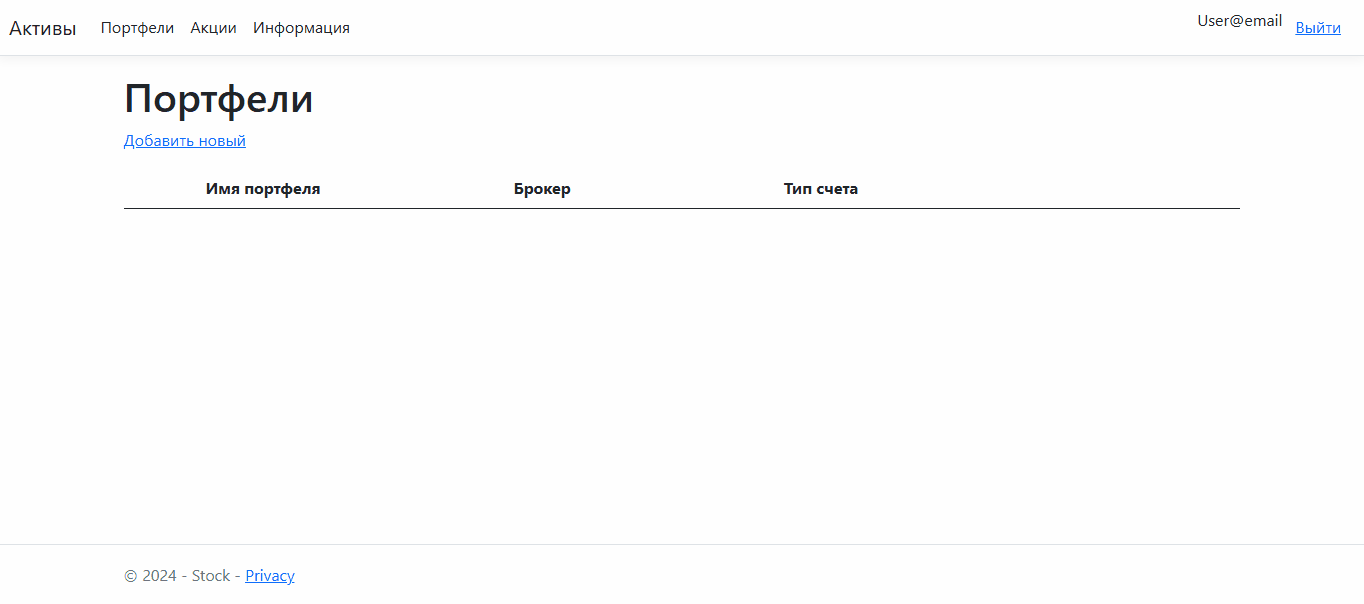 Активы Портфели Акции Информация User@email Выйти
Портфели
Добавить новый
Имя портфеля Брокер Тип счета
© 2024 - Stock - Privacy